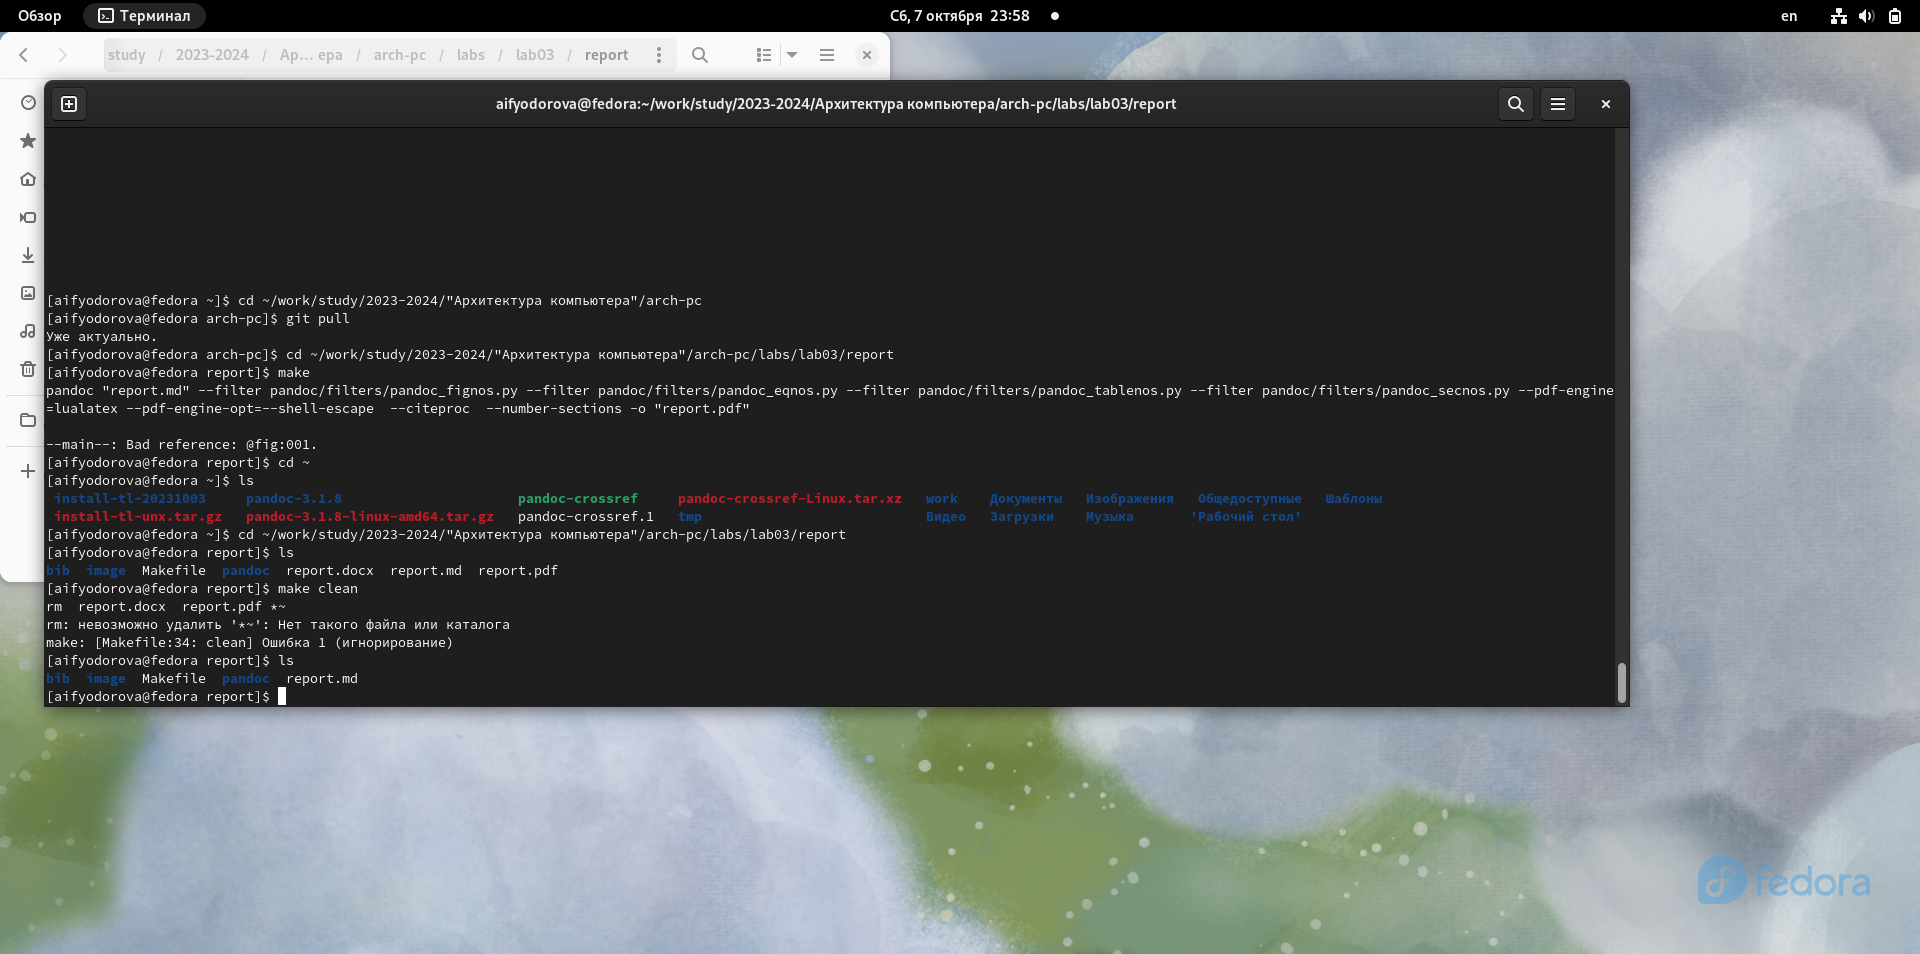 Обзор Терминал Сб, 7 октября 23:58 en
study / 2023-2024 / Ар… ера / arch-pc / labs / lab03 / report
aifyodorova@fedora:~/work/study/2023-2024/Архитектура компьютера/arch-pc/labs/lab03/report
[aifyodorova@fedora ~]$ cd ~/work/study/2023-2024/"Архитектура компьютера"/arch-pc
[aifyodorova@fedora arch-pc]$ git pull
Уже актуально.
[aifyodorova@fedora arch-pc]$ cd ~/work/study/2023-2024/"Архитектура компьютера"/arch-pc/labs/lab03/report
[aifyodorova@fedora report]$ make
pandoc "report.md" --filter pandoc/filters/pandoc_fignos.py --filter pandoc/filters/pandoc_eqnos.py --filter pandoc/filters/pandoc_tablenos.py --filter pandoc/filters/pandoc_secnos.py --pdf-engine
=lualatex --pdf-engine-opt=--shell-escape  --citeproc  --number-sections -o "report.pdf"
--main--: Bad reference: @fig:001.
[aifyodorova@fedora report]$ cd ~
[aifyodorova@fedora ~]$ ls
install-tl-20231003 pandoc-3.1.8 pandoc-crossref pandoc-crossref-Linux.tar.xz work Документы Изображения Общедоступные Шаблоны
install-tl-unx.tar.gz pandoc-3.1.8-linux-amd64.tar.gz pandoc-crossref.1 tmp Видео Загрузки Музыка 'Рабочий стол'
[aifyodorova@fedora ~]$ cd ~/work/study/2023-2024/"Архитектура компьютера"/arch-pc/labs/lab03/report
[aifyodorova@fedora report]$ ls
bib image Makefile pandoc report.docx report.md report.pdf
[aifyodorova@fedora report]$ make clean
rm  report.docx  report.pdf *~
rm: невозможно удалить '*~': Нет такого файла или каталога
make: [Makefile:34: clean] Ошибка 1 (игнорирование)
[aifyodorova@fedora report]$ ls
bib image Makefile pandoc report.md
[aifyodorova@fedora report]$
fedora